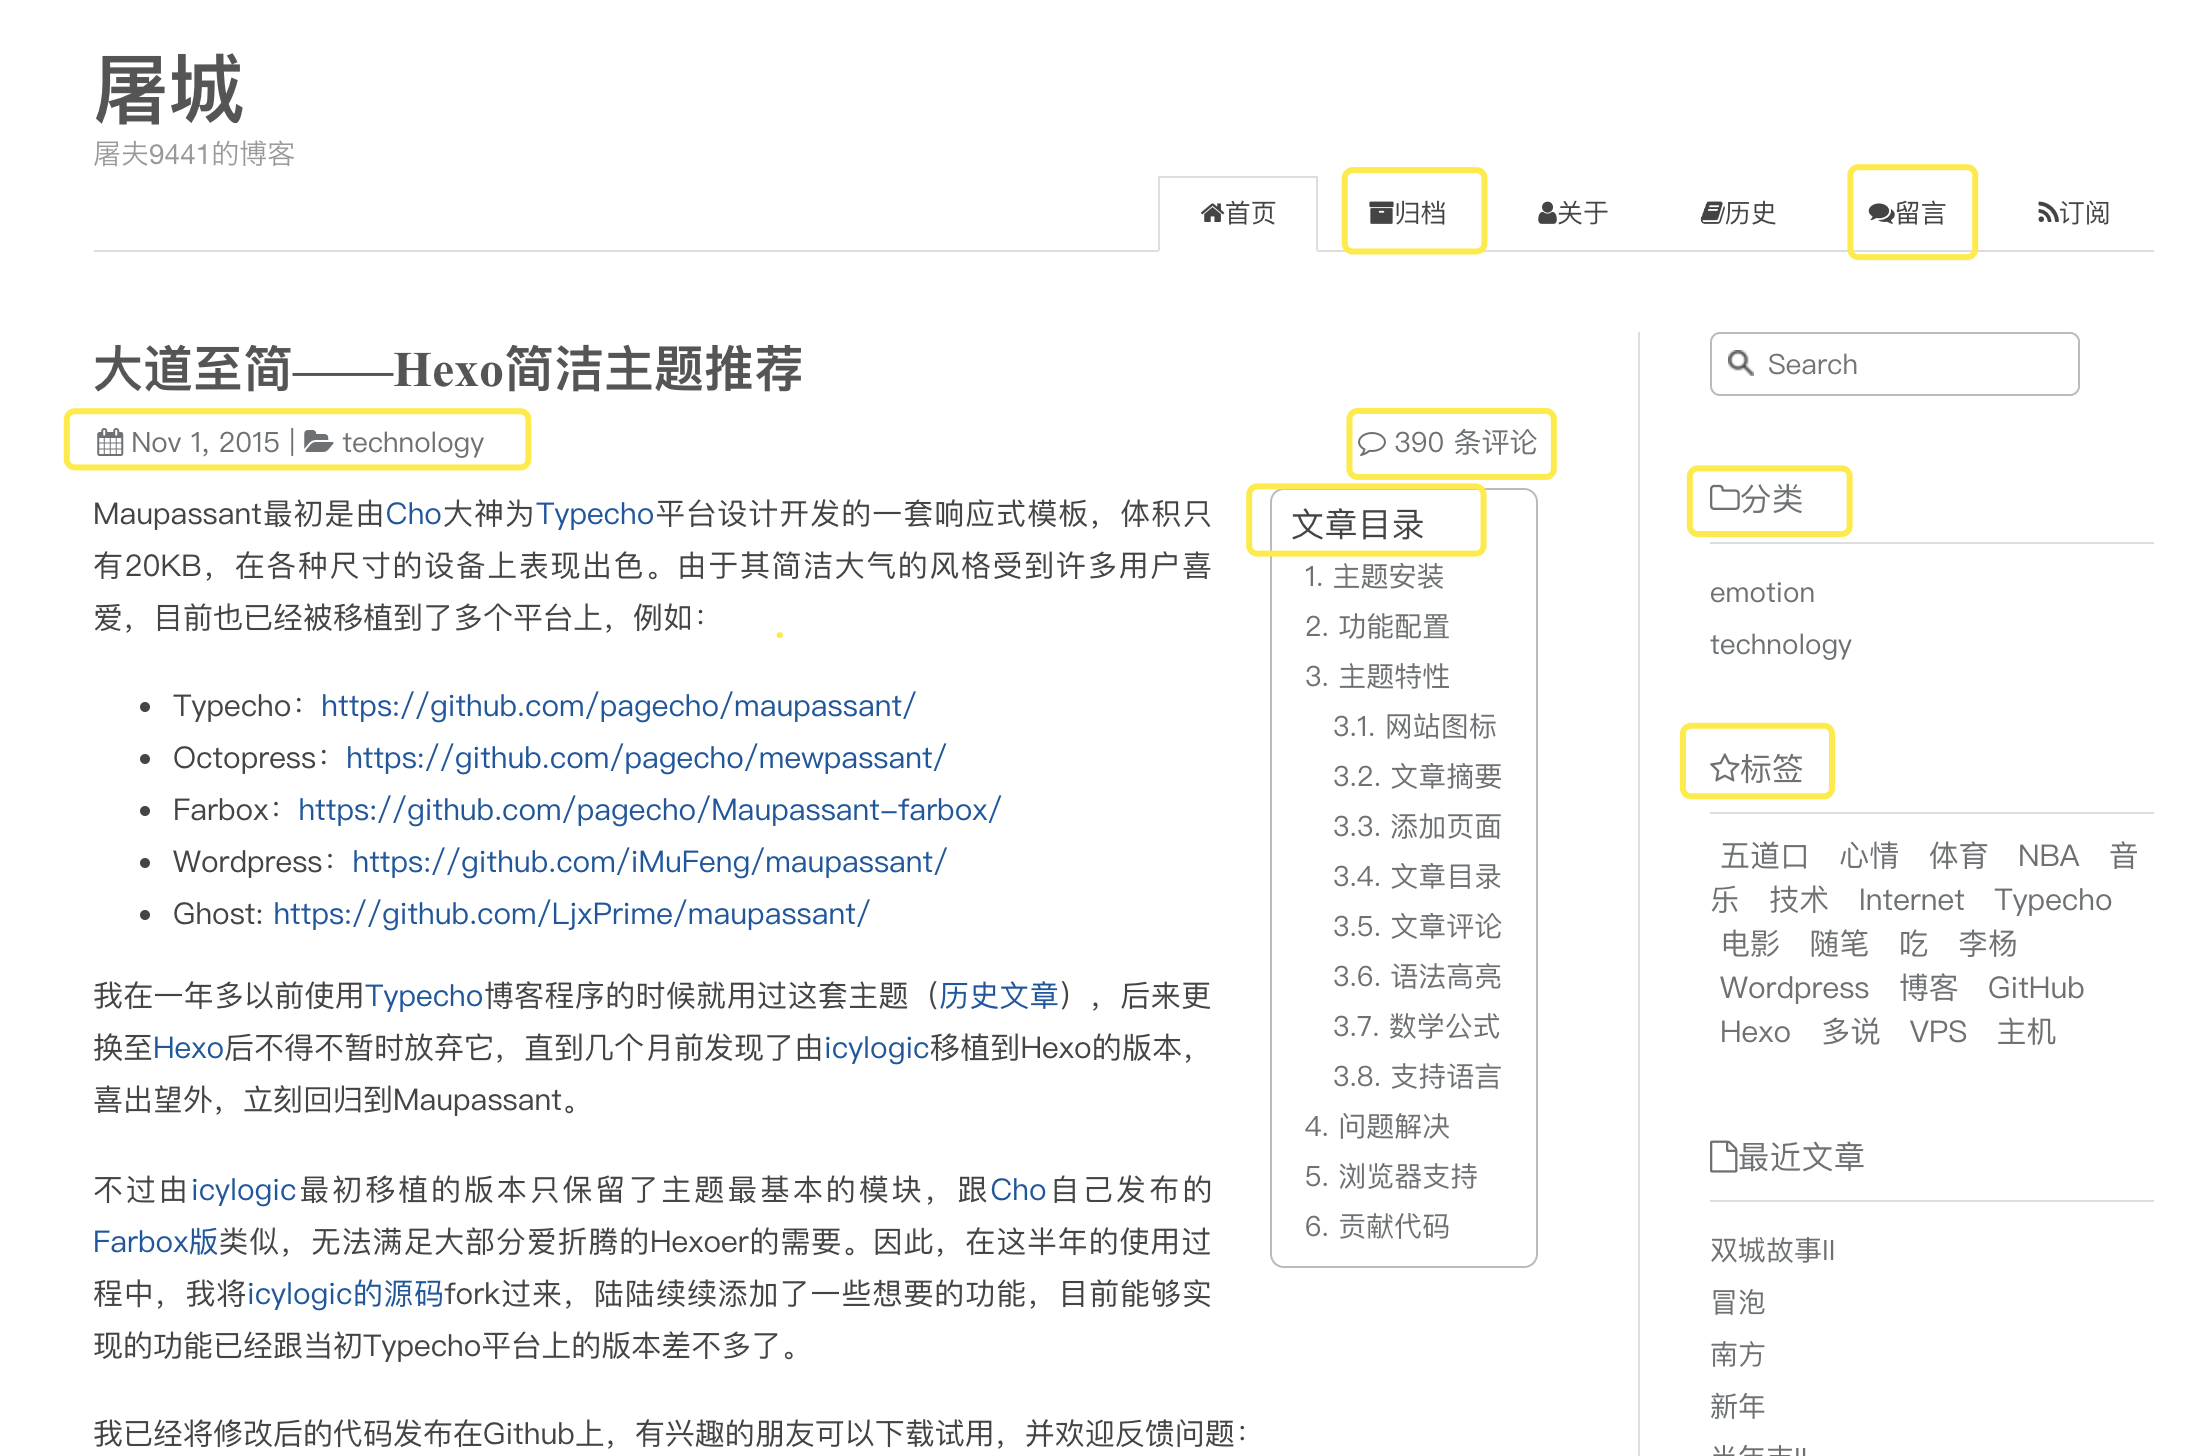 屠城
屠夫9441的博客
首页 归档 关于 历史 留言 订阅
大道至简——Hexo简洁主题推荐
Nov 1, 2015 | technology
390 条评论
Maupassant最初是由Cho大神为Typecho平台设计开发的一套响应式模板，体积只
有20KB，在各种尺寸的设备上表现出色。由于其简洁大气的风格受到许多用户喜
爱，目前也已经被移植到了多个平台上，例如：
Typecho：https://github.com/pagecho/maupassant/
Octopress：https://github.com/pagecho/mewpassant/
Farbox：https://github.com/pagecho/Maupassant-farbox/
Wordpress：https://github.com/iMuFeng/maupassant/
Ghost: https://github.com/LjxPrime/maupassant/
我在一年多以前使用Typecho博客程序的时候就用过这套主题（历史文章），后来更
换至Hexo后不得不暂时放弃它，直到几个月前发现了由icylogic移植到Hexo的版本，
喜出望外，立刻回归到Maupassant。
不过由icylogic最初移植的版本只保留了主题最基本的模块，跟Cho自己发布的
Farbox版类似，无法满足大部分爱折腾的Hexoer的需要。因此，在这半年的使用过
程中，我将icylogic的源码fork过来，陆陆续续添加了一些想要的功能，目前能够实
现的功能已经跟当初Typecho平台上的版本差不多了。
我已经将修改后的代码发布在Github上，有兴趣的朋友可以下载试用，并欢迎反馈问题：
文章目录
1. 主题安装
2. 功能配置
3. 主题特性
3.1. 网站图标
3.2. 文章摘要
3.3. 添加页面
3.4. 文章目录
3.5. 文章评论
3.6. 语法高亮
3.7. 数学公式
3.8. 支持语言
4. 问题解决
5. 浏览器支持
6. 贡献代码
Search
分类
emotion
technology
标签
五道口 心情 体育 NBA 音
乐 技术 Internet Typecho
电影 随笔 吃 李杨
Wordpress 博客 GitHub
Hexo 多说 VPS 主机
最近文章
双城故事II
冒泡
南方
新年